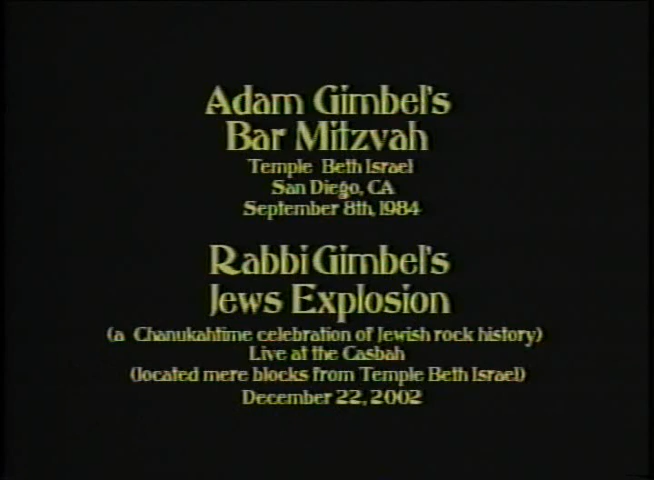 Adam Gimbel's
Bar Mitzvah
Temple Beth Israel
San Diego, CA
September 8th, 1984
Rabbi Gimbel's
Jews Explosion
(a Chanukahtime celebration of Jewish rock history)
Live at the Casbah
(located mere blocks from Temple Beth Israel)
December 22, 2002